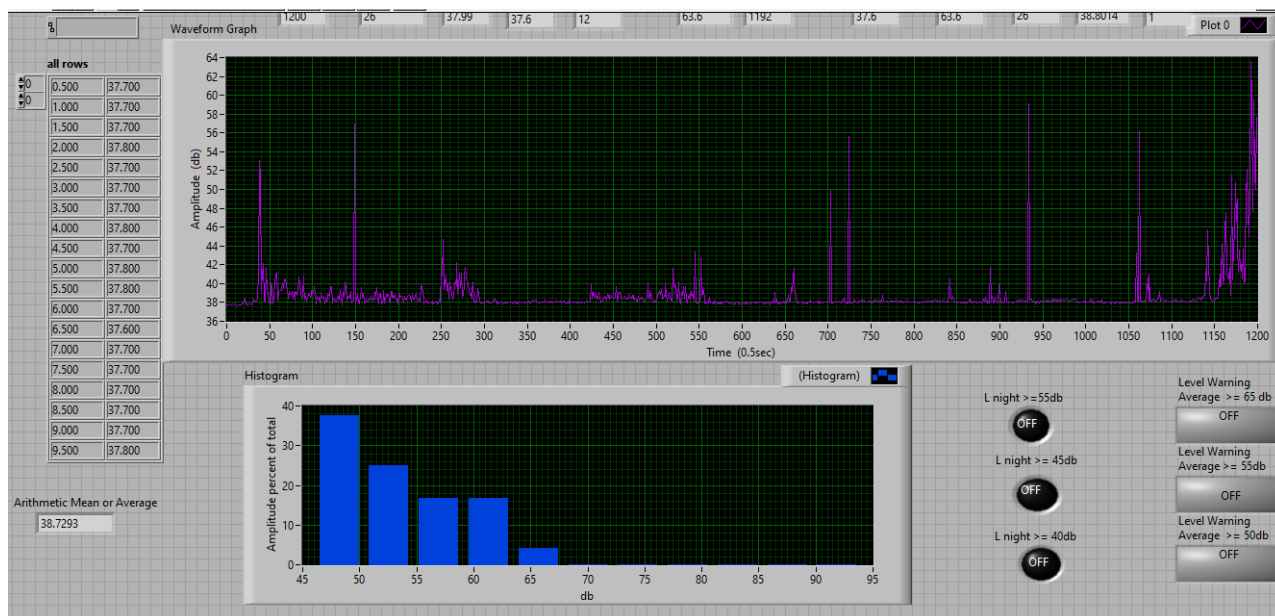 1200 26 37.99 37.6 12 63.6 1192 37.6 63.6 26 38.8014 1
Waveform Graph
Plot 0
all rows
0
0
0.500 37.700
1.000 37.700
1.500 37.700
2.000 37.800
2.500 37.700
3.000 37.700
3.500 37.700
4.000 37.800
4.500 37.700
5.000 37.800
5.500 37.800
6.000 37.700
6.500 37.600
7.000 37.700
7.500 37.700
8.000 37.700
8.500 37.700
9.000 37.700
9.500 37.800
Arithmetic Mean or Average
38.7293
Amplitude (db)
64
62
60
58
56
54
52
50
48
46
44
42
40
38
36
0 50 100 150 200 250 300 350 400 450 500 550 600 650 700 750 800 850 900 950 1000 1050 1100 1150 1200
Time (0.5sec)
Histogram
(Histogram)
Amplitude percent of total
40
30
20
10
0
45 50 55 60 65 70 75 80 85 90 95
db
L night >=55db
OFF
L night >= 45db
OFF
L night >= 40db
OFF
Level Warning
Average >= 65 db
OFF
Level Warning
Average >= 55db
OFF
Level Warning
Average >= 50db
OFF